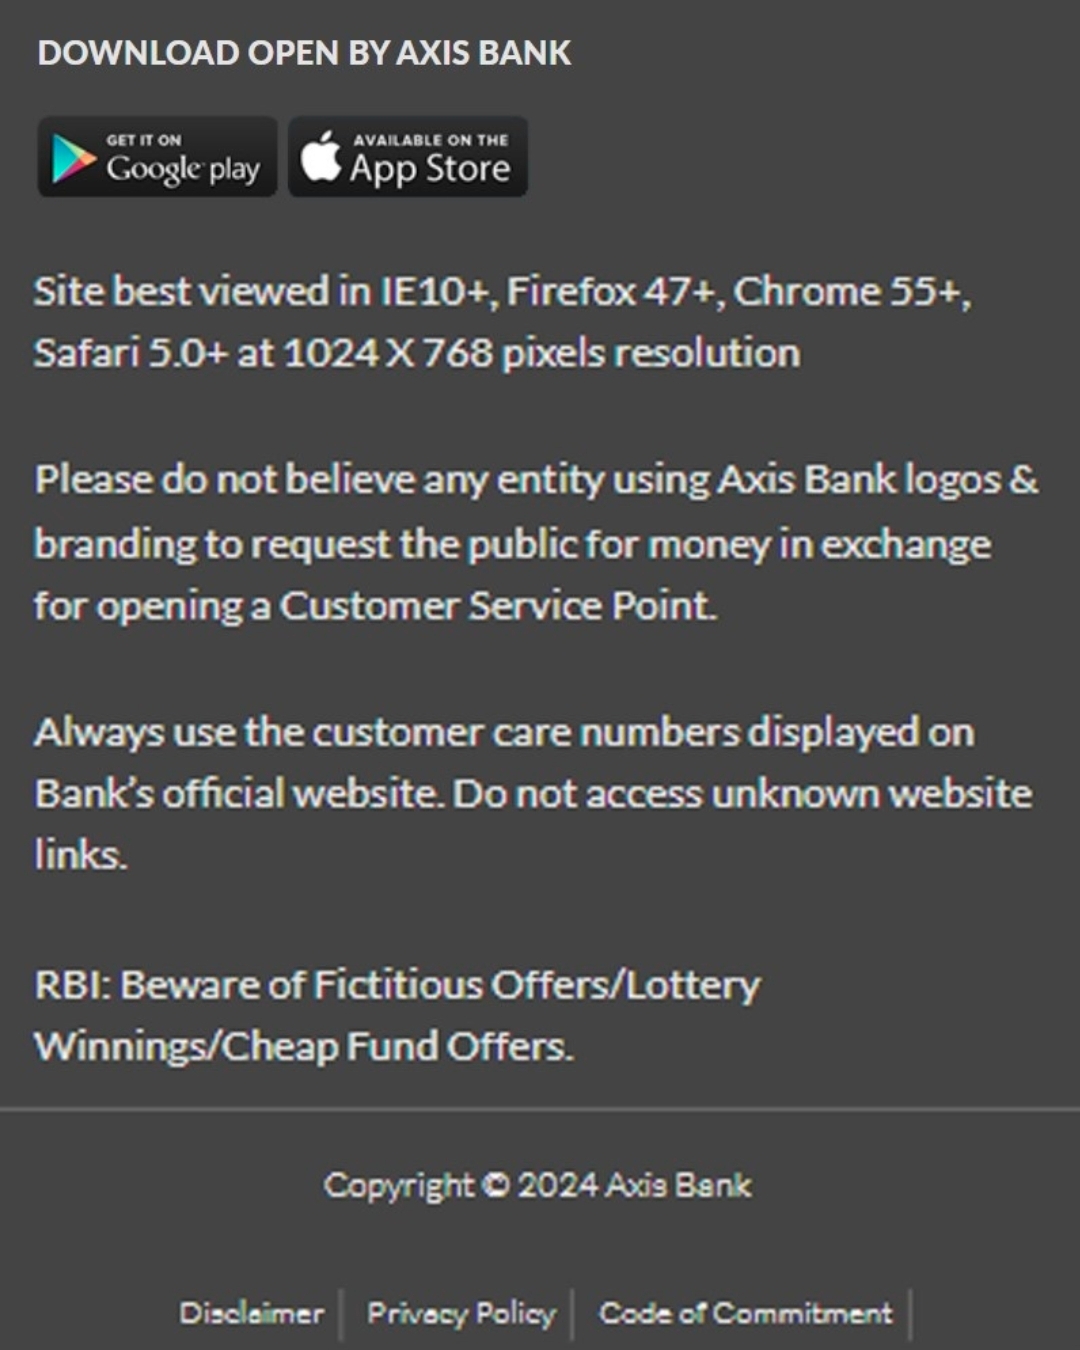 DOWNLOAD OPEN BY AXIS BANK
GET IT ON
Google play
AVAILABLE ON THE
App Store
Site best viewed in IE10+, Firefox 47+, Chrome 55+,
Safari 5.0+ at 1024 X 768 pixels resolution
Please do not believe any entity using Axis Bank logos &
branding to request the public for money in exchange
for opening a Customer Service Point.
Always use the customer care numbers displayed on
Bank’s official website. Do not access unknown website
links.
RBI: Beware of Fictitious Offers/Lottery
Winnings/Cheap Fund Offers.
Copyright © 2024 Axis Bank
Disclaimer | Privacy Policy | Code of Commitment |